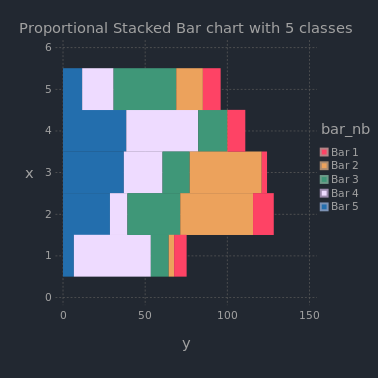 Proportional Stacked Bar chart with 5 classes
6
5
4
3
2
1
0
x
0 50 100 150
y
bar_nb
Bar 1
Bar 2
Bar 3
Bar 4
Bar 5